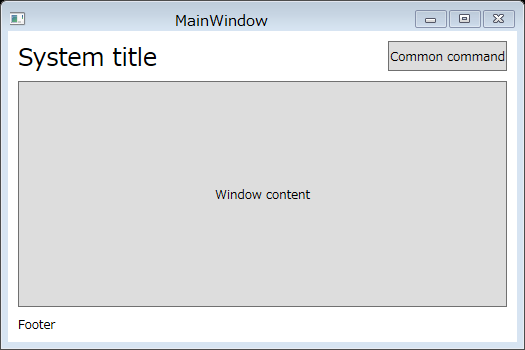 MainWindow
System title
Common command
Window content
Footer